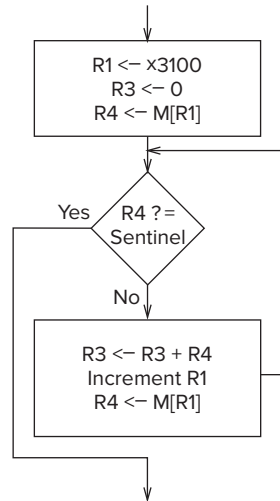 R1 <– x3100
R3 <– 0
R4 <– M[R1]
Yes
R4 ?=
Sentinel
No
R3 <– R3 + R4
Increment R1
R4 <– M[R1]